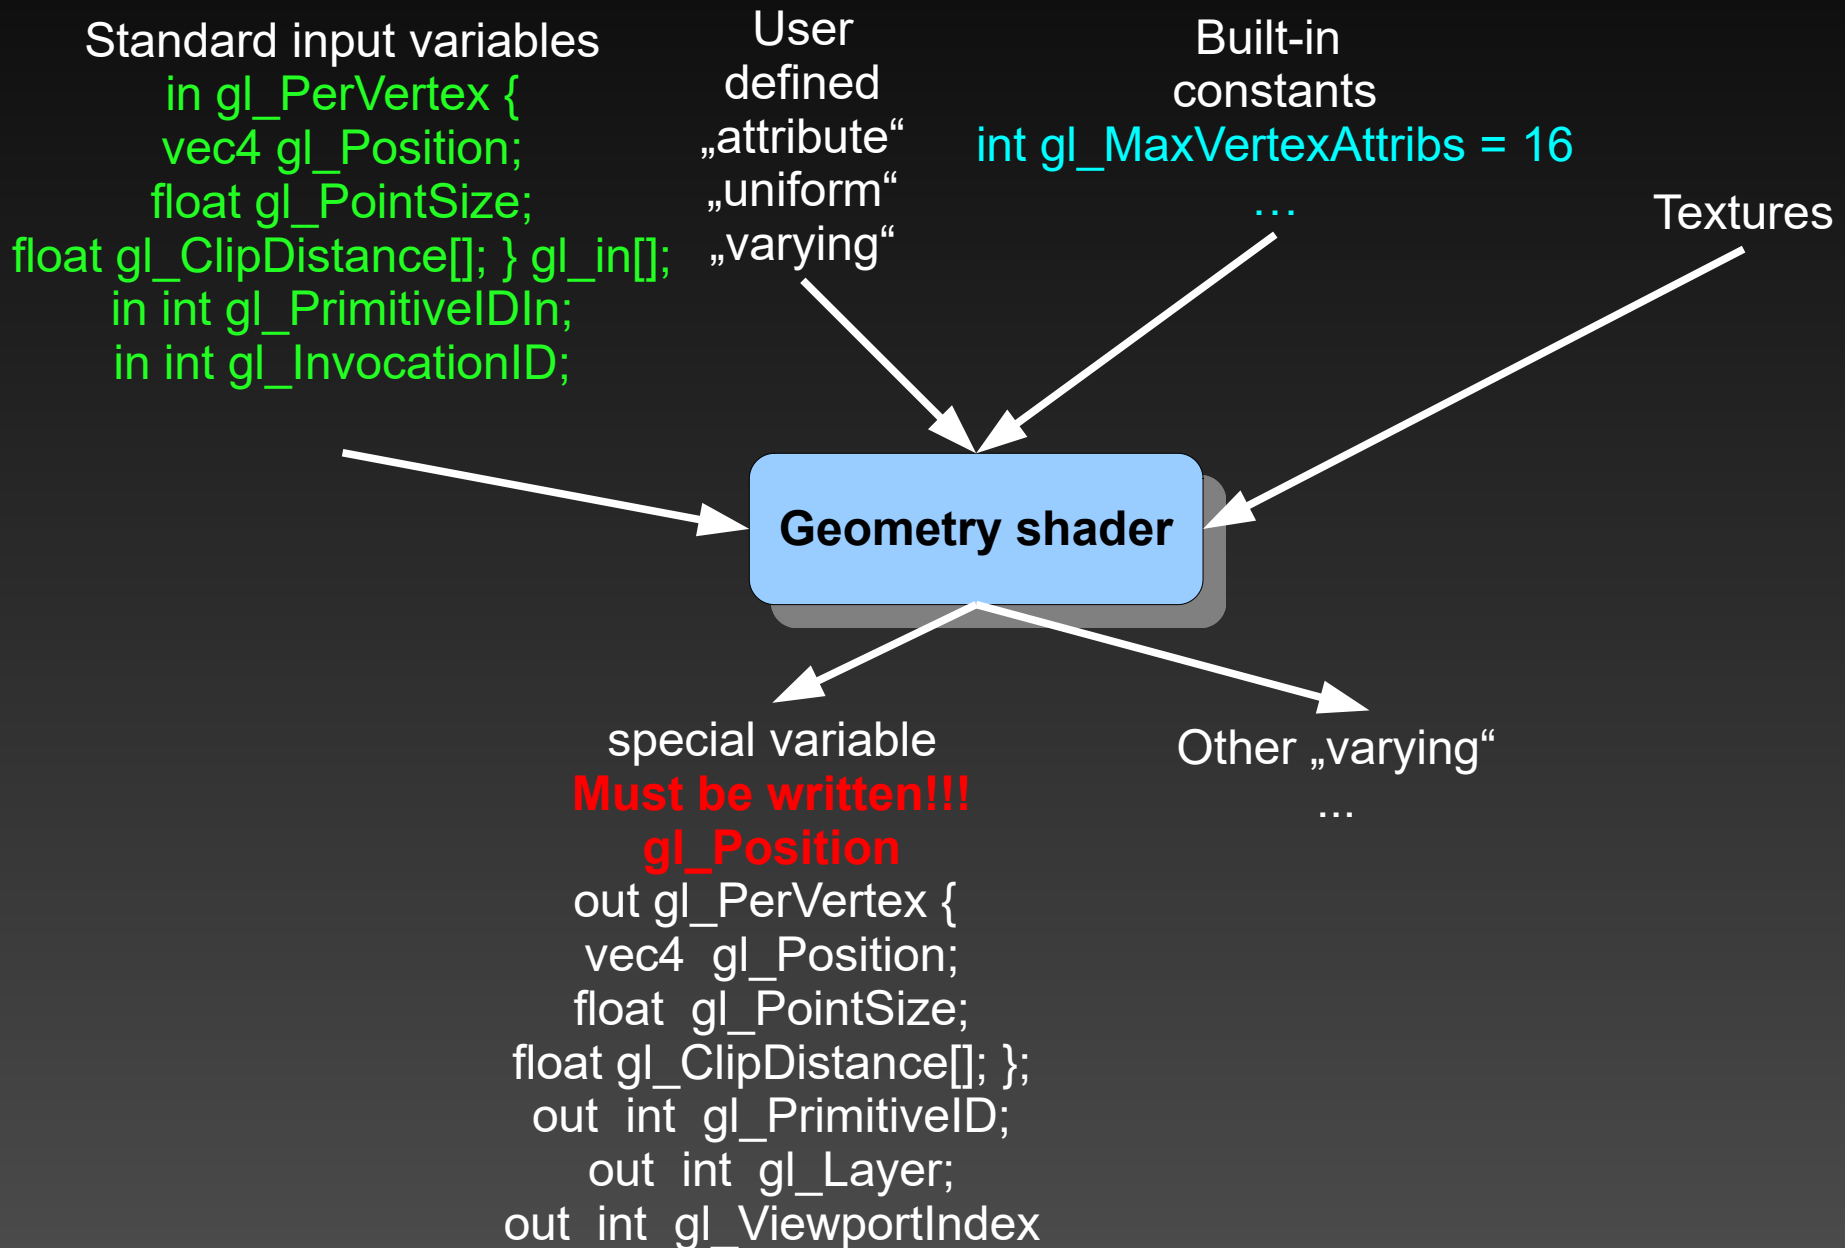 Standard input variables
in gl_PerVertex {
vec4 gl_Position;
float gl_PointSize;
float gl_ClipDistance[]; } gl_in[];
in int gl_PrimitiveIDIn;
in int gl_InvocationID;
User
defined
„attribute“
„uniform“
„varying“
Built-in
constants
int gl_MaxVertexAttribs = 16
...
Textures
Geometry shader
special variable
Must be written!!!
gl_Position
out gl_PerVertex {
vec4 gl_Position;
float gl_PointSize;
float gl_ClipDistance[]; };
out int gl_PrimitiveID;
out int gl_Layer;
out int gl_ViewportIndex
Other „varying“
...